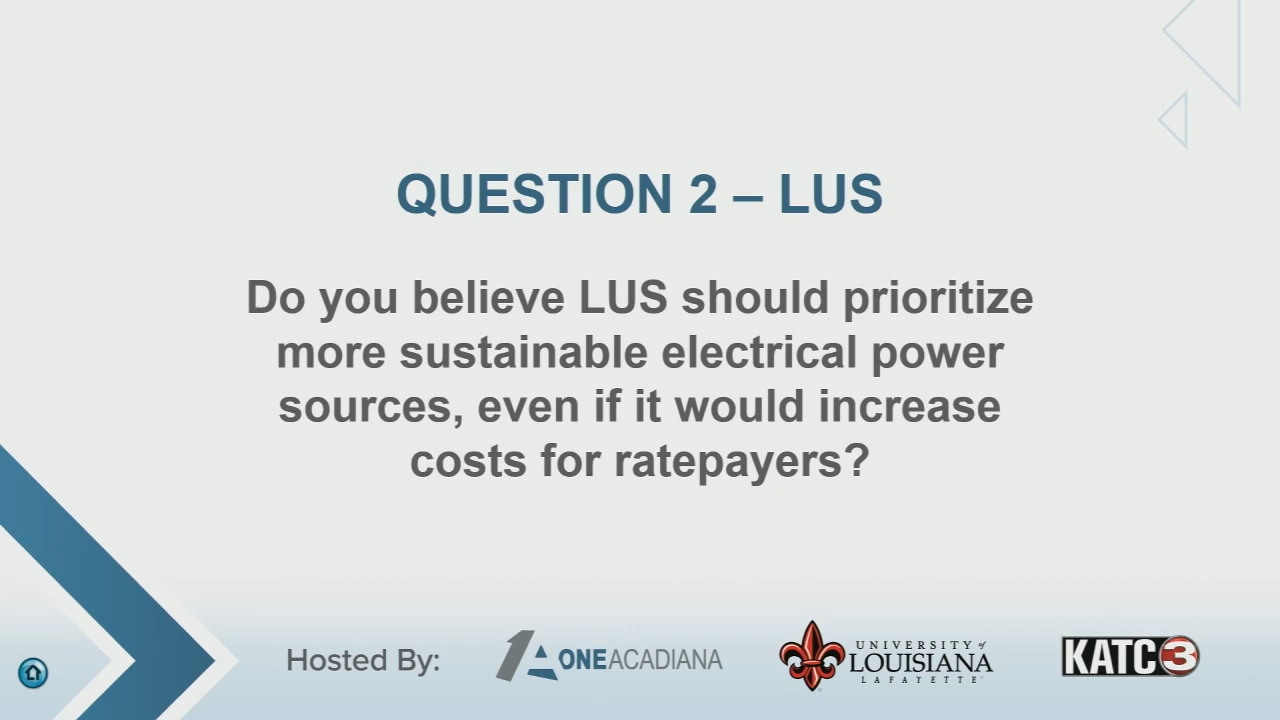 QUESTION 2 – LUS
Do you believe LUS should prioritize
more sustainable electrical power
sources, even if it would increase
costs for ratepayers?
Hosted By:
1A ONEACADIANA
UNIVERSITY of
LOUISIANA
LAFAYETTE
KATC3